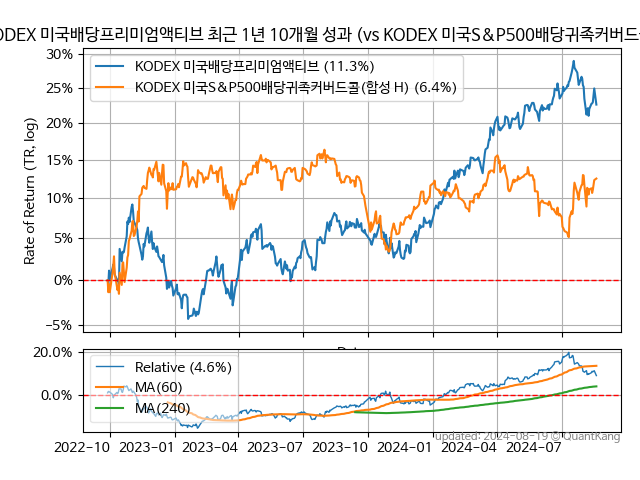 KODEX 미국배당프리미엄액티브 최근 1년 10개월 성과 (vs KODEX 미국S&P500배당귀족커버드
30%
25%
20%
15%
10%
5%
0%
−5%
Rate of Return (TR, log)
KODEX 미국배당프리미엄액티브 (11.3%)
KODEX 미국S&P500배당귀족커버드콜(합성 H) (6.4%)
20.0%
0.0%
Relative (4.6%)
MA(60)
MA(240)
2022-10 2023-01 2023-04 2023-07 2023-10 2024-01 2024-04 2024-07
updated: 2024-08-19 © QuantKang